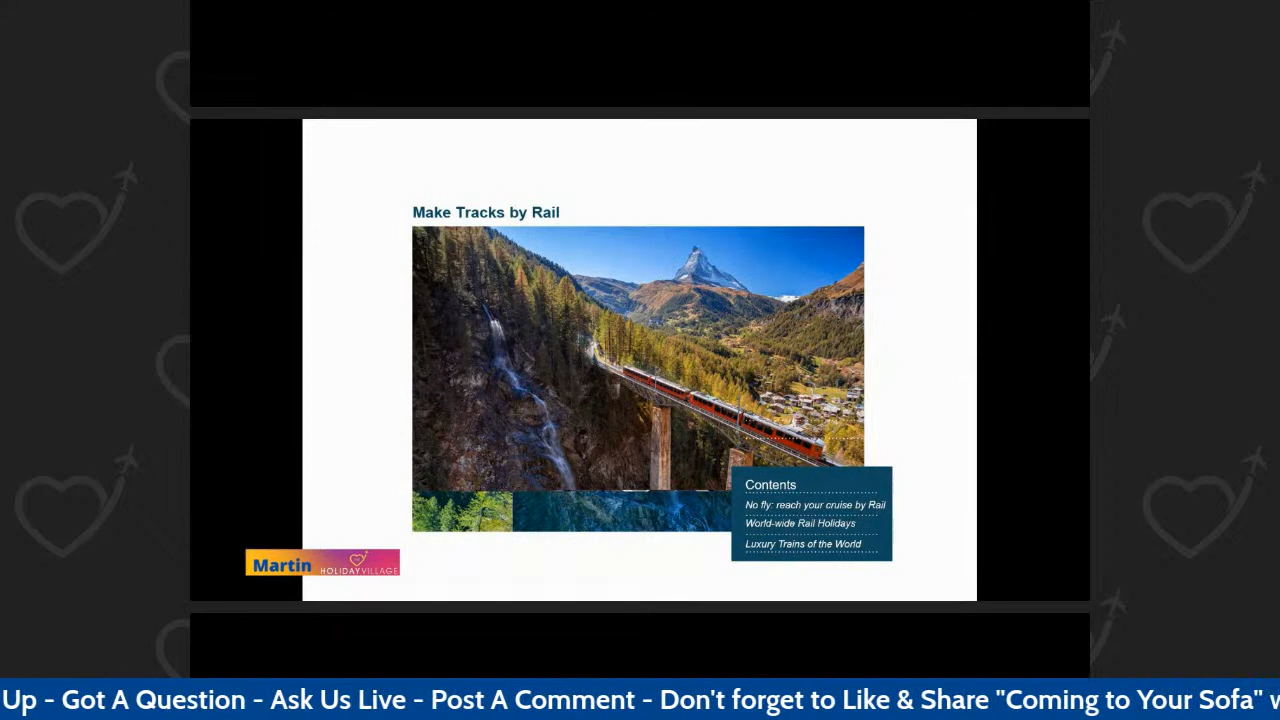 Make Tracks by Rail
Contents
No fly: reach your cruise by Rail
World-wide Rail Holidays
Luxury Trains of the World
Martin
HOLIDAYVILLAGE
Up - Got A Question - Ask Us Live - Post A Comment - Don't forget to Like & Share "Coming to Your Sofa"